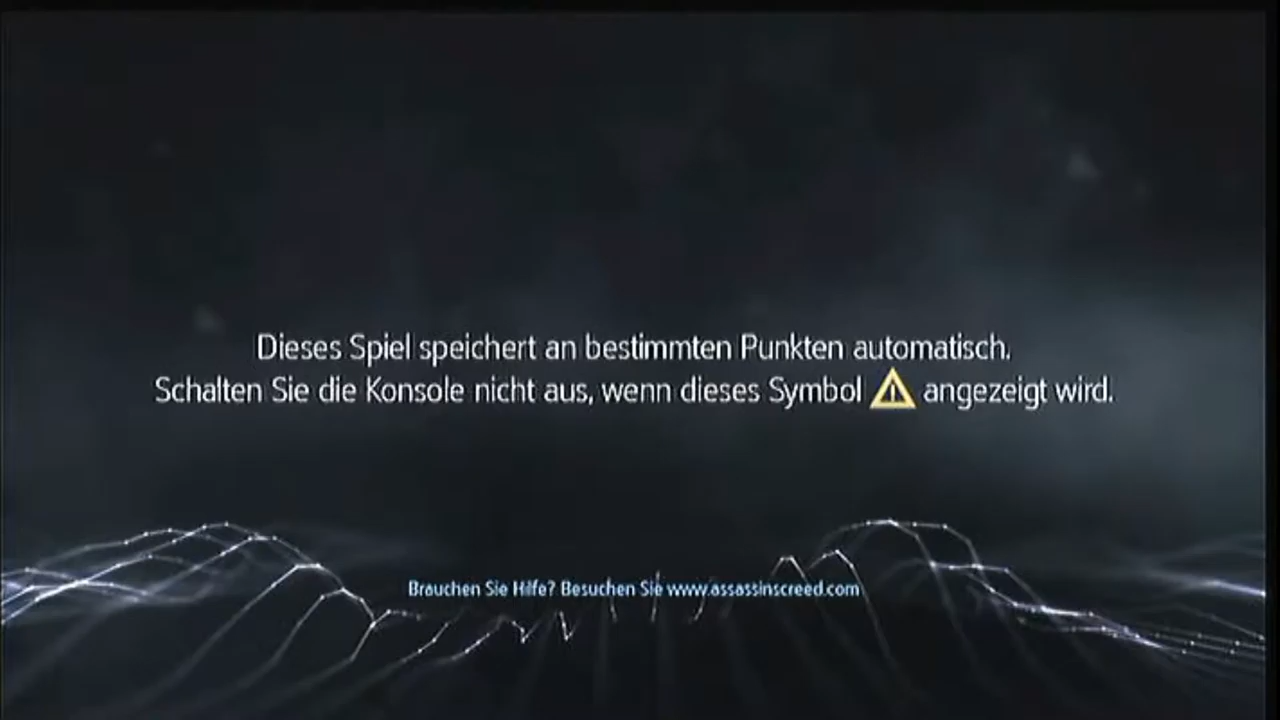 Dieses Spiel speichert an bestimmten Punkten automatisch.
Schalten Sie die Konsole nicht aus, wenn dieses Symbol ⚠ angezeigt wird.
Brauchen Sie Hilfe? Besuchen Sie www.assassinscreed.com